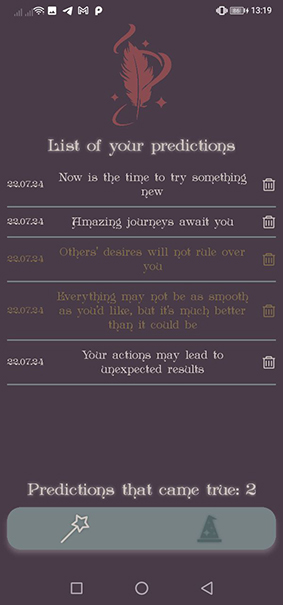 13:19
List of your predictions
22.07.24 Now is the time to try something
new
22.07.24 Amazing journeys await you
22.07.24 Others' desires will not rule over
you
22.07.24 Everything may not be as smooth
as you'd like, but it's much better
than it could be
22.07.24 Your actions may lead to
unexpected results
Predictions that came true: 2